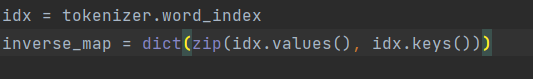 idx = tokenizer.word_index
inverse_map = dict(zip(idx.values(), idx.keys()))